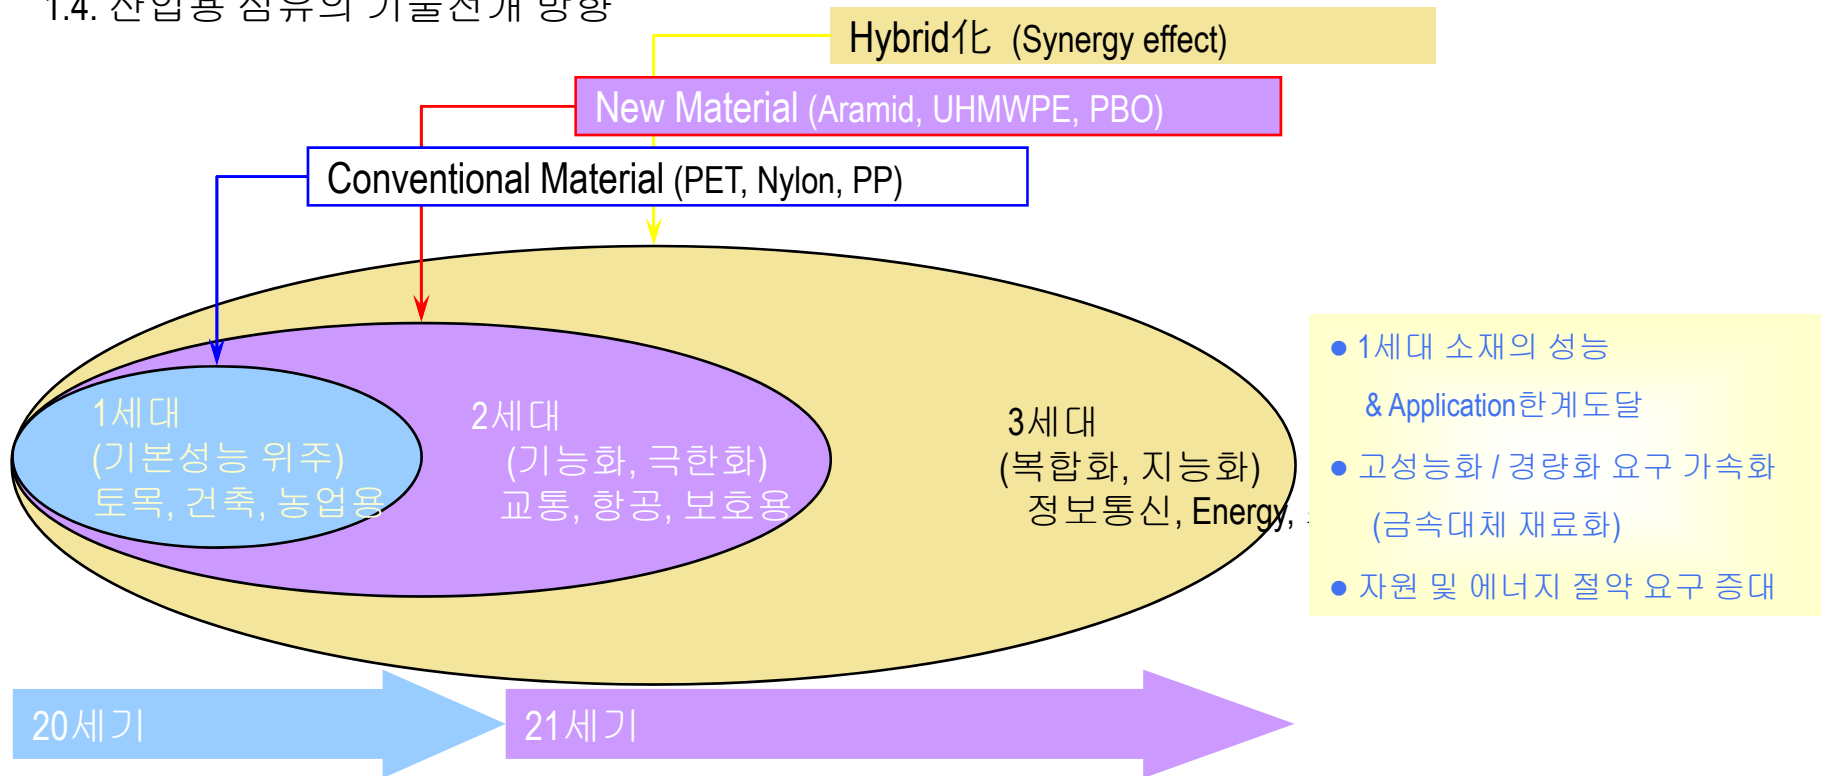 1.4. 산업용 섬유의 기술전개 방향
Hybrid化 (Synergy effect)
New Material (Aramid, UHMWPE, PBO)
Conventional Material (PET, Nylon, PP)
1세대
(기본성능 위주)
토목, 건축, 농업용
2세대
(기능화, 극한화)
교통, 항공, 보호용
3세대
(복합화, 지능화)
정보통신, Energy,
● 1세대 소재의 성능
& Application한계도달
● 고성능화 / 경량화 요구 가속화
(금속대체 재료화)
● 자원 및 에너지 절약 요구 증대
20세기
21세기